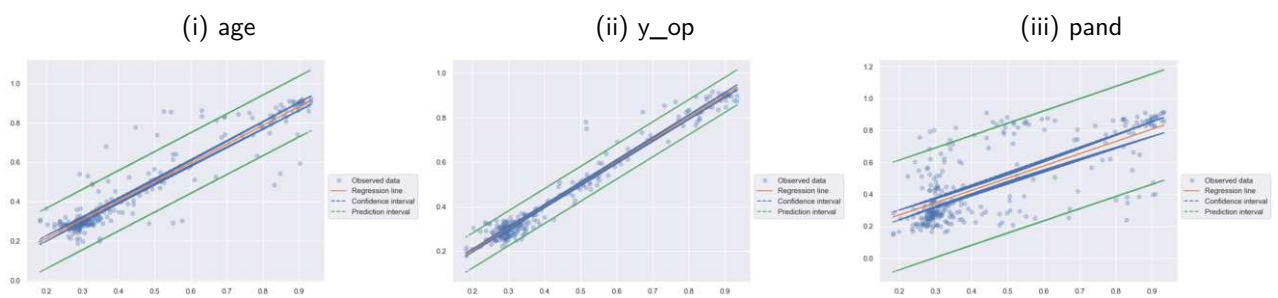 (i) age
(ii) y_op
(iii) pand
1.0
0.8
0.6
0.4
0.2
0.0
0.2 0.3 0.4 0.5 0.6 0.7 0.8 0.9
Observed data
Regression line
Confidence interval
Prediction interval
1.0
0.8
0.6
0.4
0.2
0.2 0.3 0.4 0.5 0.6 0.7 0.8 0.9
Observed data
Regression line
Confidence interval
Prediction interval
1.2
1.0
0.8
0.6
0.4
0.2
0.0
0.2 0.3 0.4 0.5 0.6 0.7 0.8 0.9
Observed data
Regression line
Confidence interval
Prediction interval